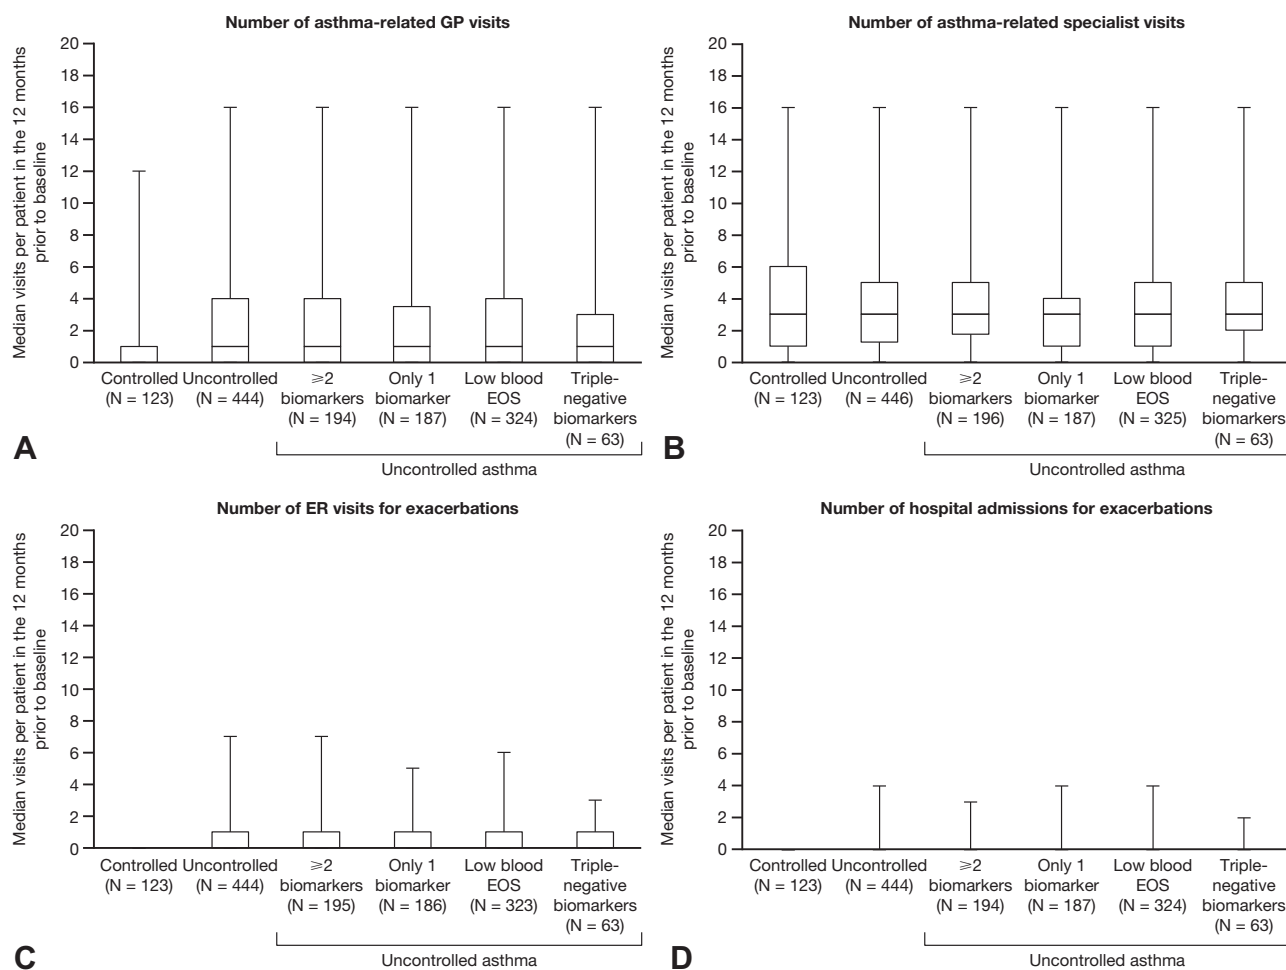 Number of asthma-related GP visits
Median visits per patient in the 12 months
prior to baseline
20
18
16
14
12
10
8
6
4
2
0
Controlled
(N = 123)
Uncontrolled
(N = 444)
⩾2
biomarkers
(N = 194)
Only 1
biomarker
(N = 187)
Low blood
EOS
(N = 324)
Triple-
negative
biomarkers
(N = 63)
Uncontrolled asthma
A
Number of asthma-related specialist visits
Median visits per patient in the 12 months
prior to baseline
20
18
16
14
12
10
8
6
4
2
0
Controlled
(N = 123)
Uncontrolled
(N = 446)
⩾2
biomarkers
(N = 196)
Only 1
biomarker
(N = 187)
Low blood
EOS
(N = 325)
Triple-
negative
biomarkers
(N = 63)
Uncontrolled asthma
B
Number of ER visits for exacerbations
Median visits per patient in the 12 months
prior to baseline
20
18
16
14
12
10
8
6
4
2
0
Controlled
(N = 123)
Uncontrolled
(N = 444)
⩾2
biomarkers
(N = 195)
Only 1
biomarker
(N = 186)
Low blood
EOS
(N = 323)
Triple-
negative
biomarkers
(N = 63)
Uncontrolled asthma
C
Number of hospital admissions for exacerbations
Median visits per patient in the 12 months
prior to baseline
20
18
16
14
12
10
8
6
4
2
0
Controlled
(N = 123)
Uncontrolled
(N = 444)
⩾2
biomarkers
(N = 194)
Only 1
biomarker
(N = 187)
Low blood
EOS
(N = 324)
Triple-
negative
biomarkers
(N = 63)
Uncontrolled asthma
D